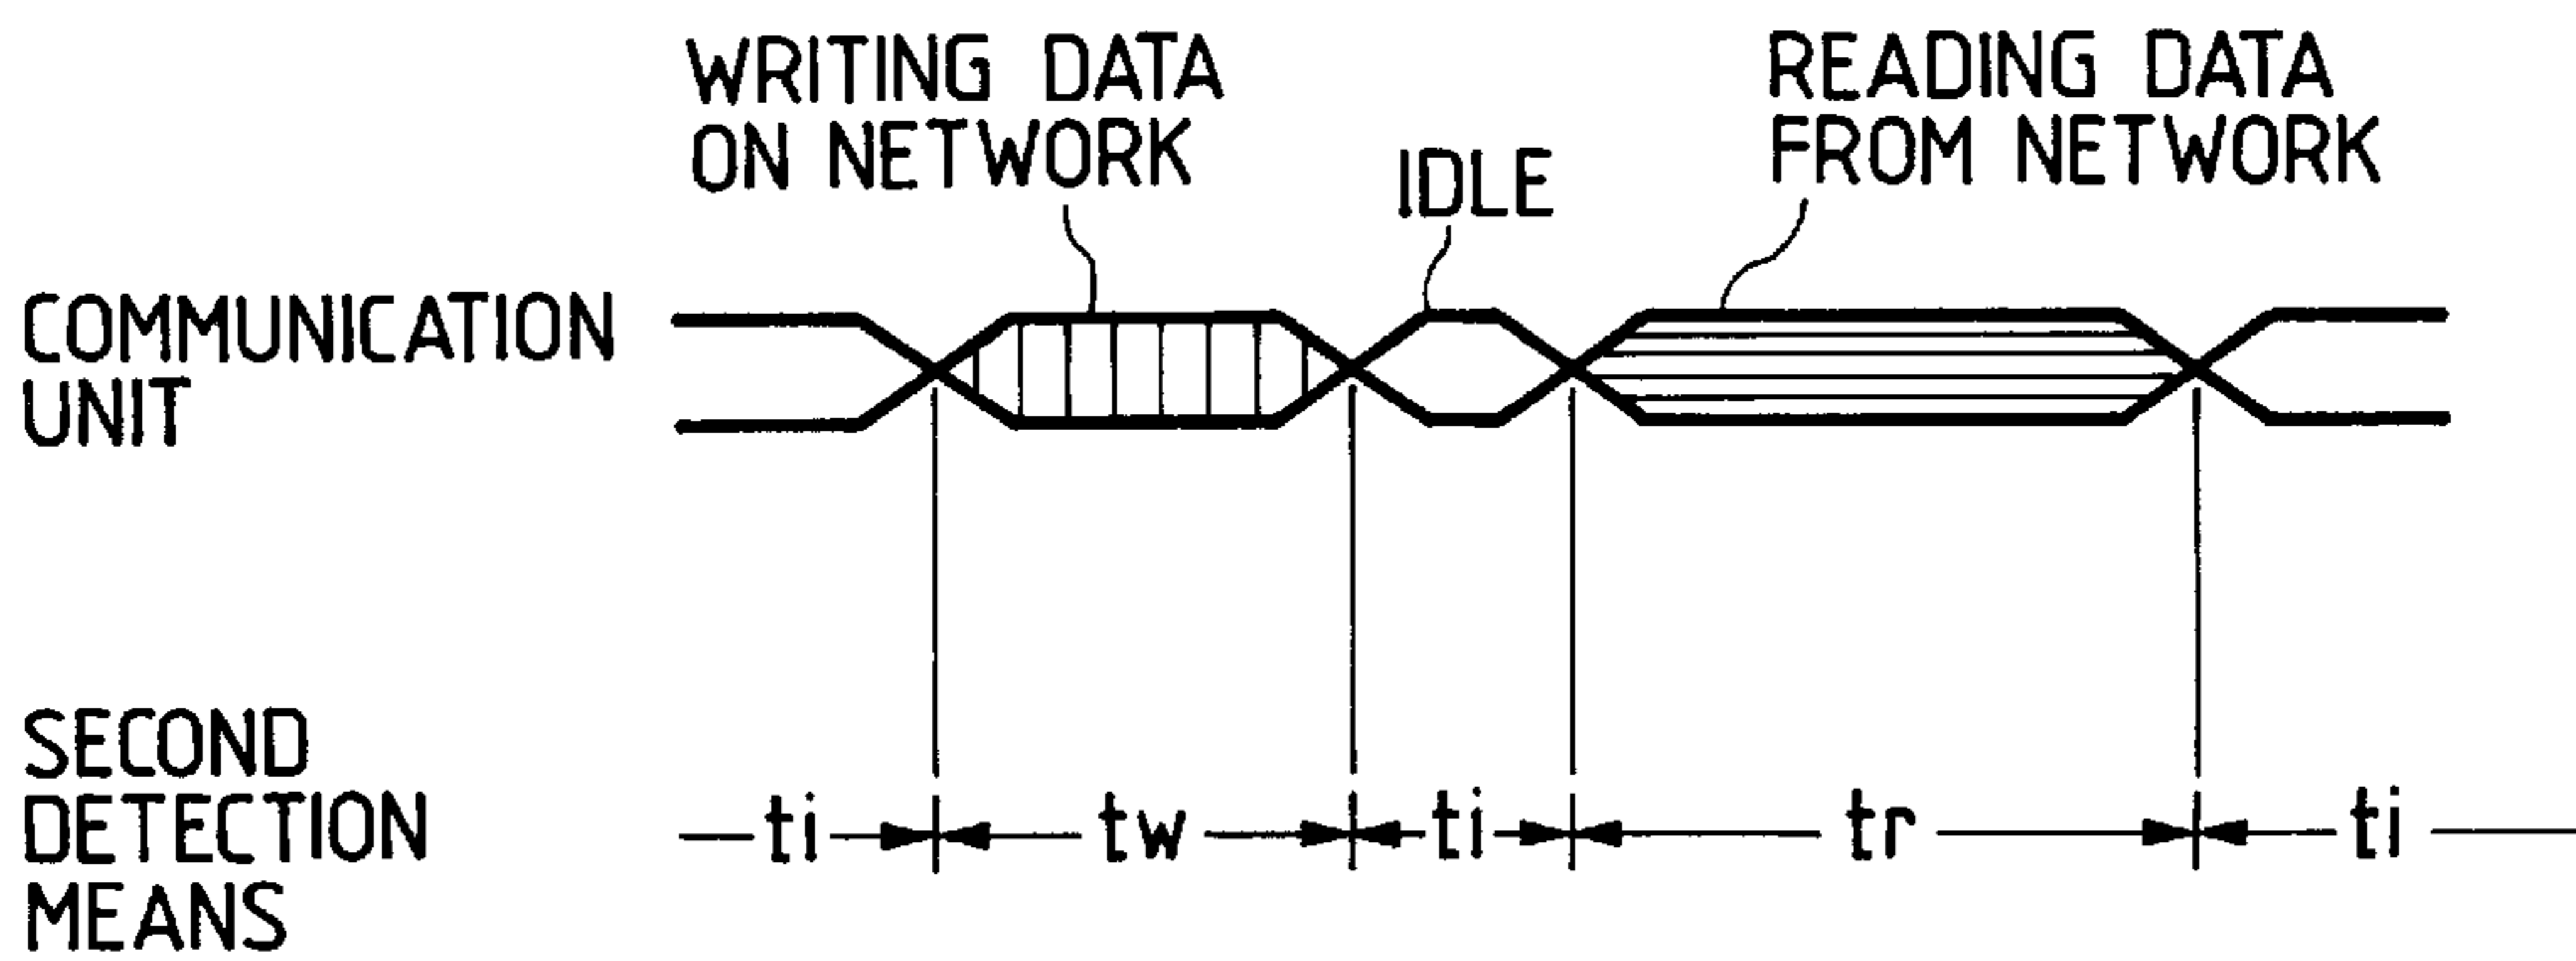 WRITING DATA
ON NETWORK
IDLE
READING DATA
FROM NETWORK
COMMUNICATION
UNIT
SECOND
DETECTION
MEANS
ti
tw
ti
tr
ti